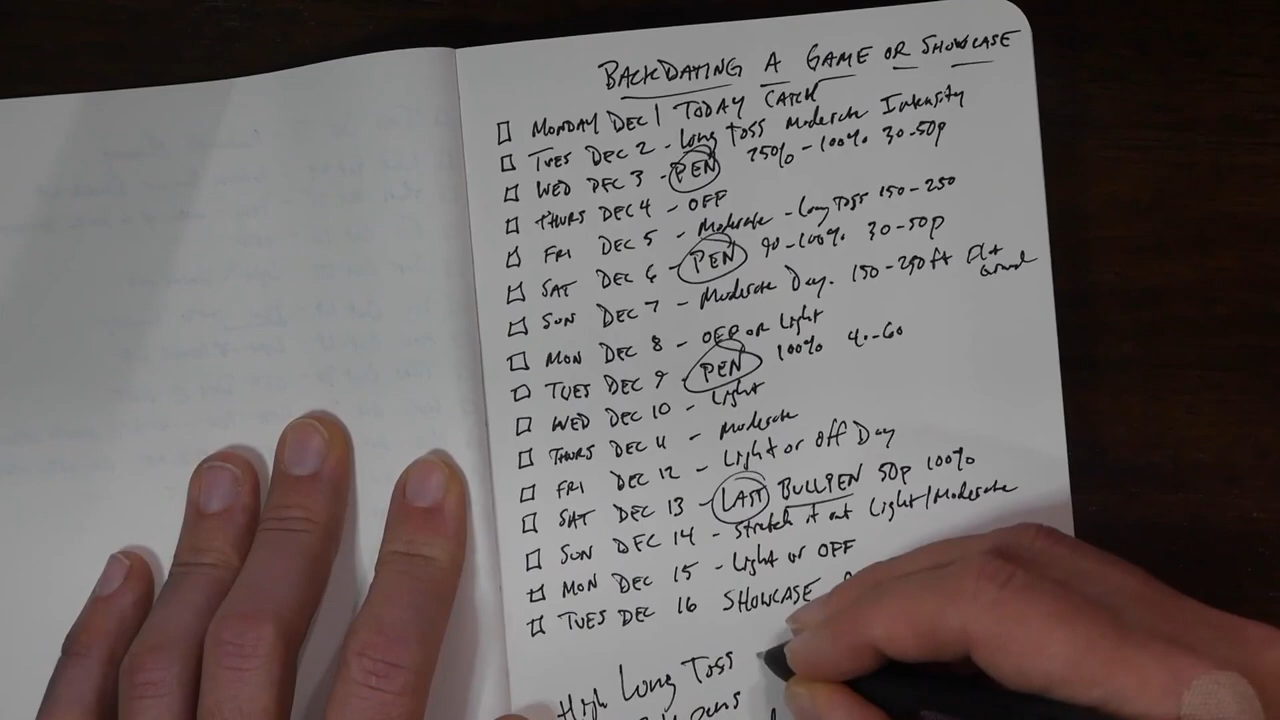 BACKDATING A GAME OR SHOWCASE
MONDAY DEC 1 TODAY CATCH
TUES DEC 2 - Long Toss Moderate Intensity
WED DEC 3 - PEN 750% - 100% 30-50p
THURS DEC 4 - OFF
FRI DEC 5 - Moderate - Long Toss 150-250
SAT DEC 6 - PEN 90-100% 30-50p
SUN DEC 7 - Moderate Day. 150-250ft Flat Ground
MON DEC 8 - OFF or Light
TUES DEC 9 - PEN 100% 40-60
WED DEC 10 - Light
THURS DEC 11 - Moderate
FRI DEC 12 - Light or Off Day
SAT DEC 13 - LAST BULLPEN 50p 100%
SUN DEC 14 - Stretch it out Light/Moderate
MON DEC 15 - Light or OFF
TUES DEC 16 SHOWCASE
High Long Toss